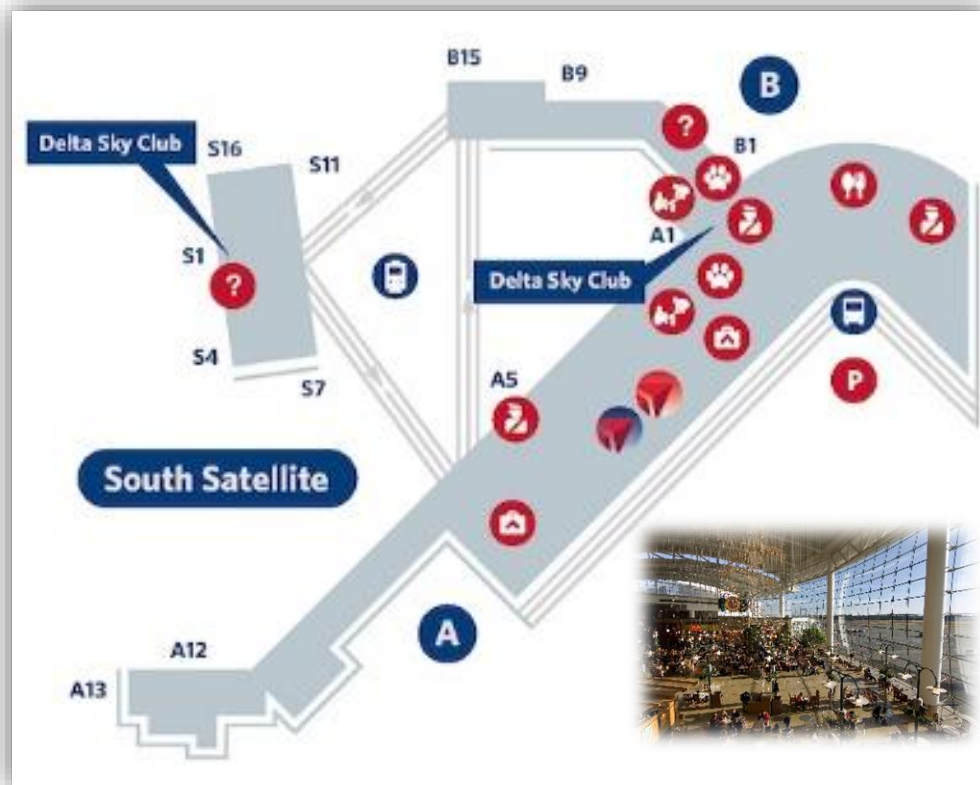 B15
B9
B
Delta Sky Club
S16
S11
?
B1
A1
S1
?
Delta Sky Club
S4
S7
A5
P
South Satellite
A
A12
A13